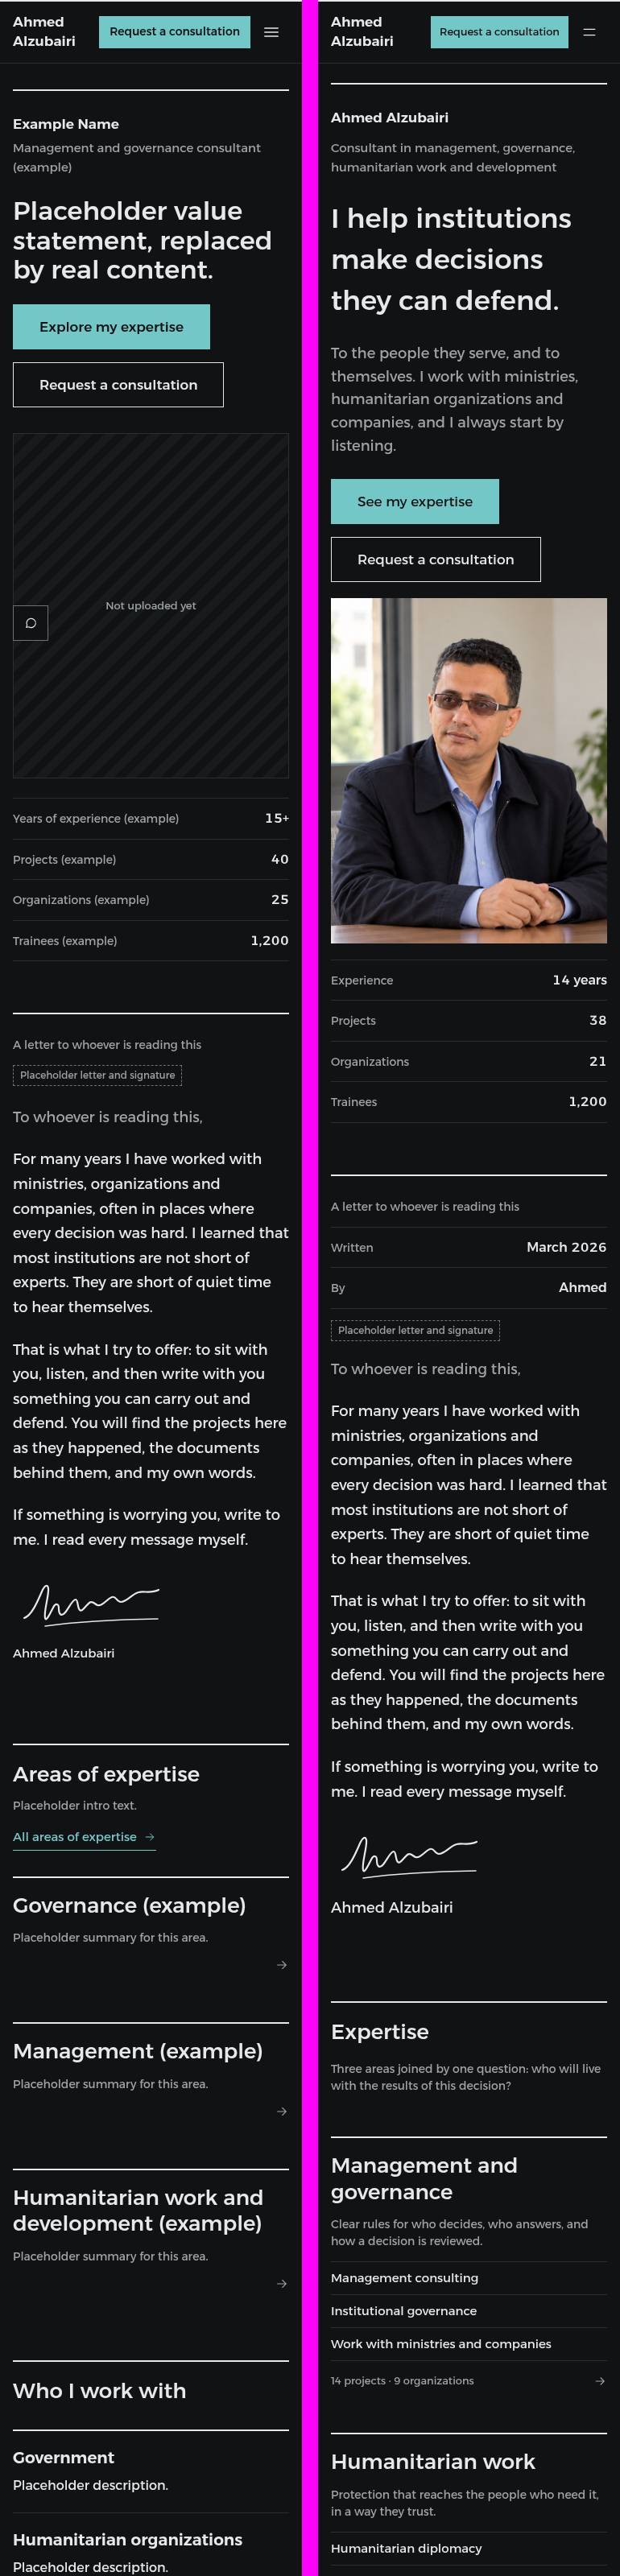 Ahmed
Alzubairi
Request a consultation
Example Name
Management and governance consultant
(example)
Placeholder value
statement, replaced
by real content.
Explore my expertise
Request a consultation
Not uploaded yet
Years of experience (example)
15+
Projects (example)
40
Organizations (example)
25
Trainees (example)
1,200
A letter to whoever is reading this
Placeholder letter and signature
To whoever is reading this,
For many years I have worked with
ministries, organizations and
companies, often in places where
every decision was hard. I learned that
most institutions are not short of
experts. They are short of quiet time
to hear themselves.
That is what I try to offer: to sit with
you, listen, and then write with you
something you can carry out and
defend. You will find the projects here
as they happened, the documents
behind them, and my own words.
If something is worrying you, write to
me. I read every message myself.
Ahmed Alzubairi
Areas of expertise
Placeholder intro text.
All areas of expertise →
Governance (example)
Placeholder summary for this area.
→
Management (example)
Placeholder summary for this area.
→
Humanitarian work and
development (example)
Placeholder summary for this area.
→
Who I work with
Government
Placeholder description.
Humanitarian organizations
Placeholder description.
Ahmed
Alzubairi
Request a consultation
Ahmed Alzubairi
Consultant in management, governance,
humanitarian work and development
I help institutions
make decisions
they can defend.
To the people they serve, and to
themselves. I work with ministries,
humanitarian organizations and
companies, and I always start by
listening.
See my expertise
Request a consultation
Experience
14 years
Projects
38
Organizations
21
Trainees
1,200
A letter to whoever is reading this
Written
March 2026
By
Ahmed
Placeholder letter and signature
To whoever is reading this,
For many years I have worked with
ministries, organizations and
companies, often in places where
every decision was hard. I learned that
most institutions are not short of
experts. They are short of quiet time
to hear themselves.
That is what I try to offer: to sit with
you, listen, and then write with you
something you can carry out and
defend. You will find the projects here
as they happened, the documents
behind them, and my own words.
If something is worrying you, write to
me. I read every message myself.
Ahmed Alzubairi
Expertise
Three areas joined by one question: who will live
with the results of this decision?
Management and
governance
Clear rules for who decides, who answers, and
how a decision is reviewed.
Management consulting
Institutional governance
Work with ministries and companies
14 projects · 9 organizations →
Humanitarian work
Protection that reaches the people who need it,
in a way they trust.
Humanitarian diplomacy